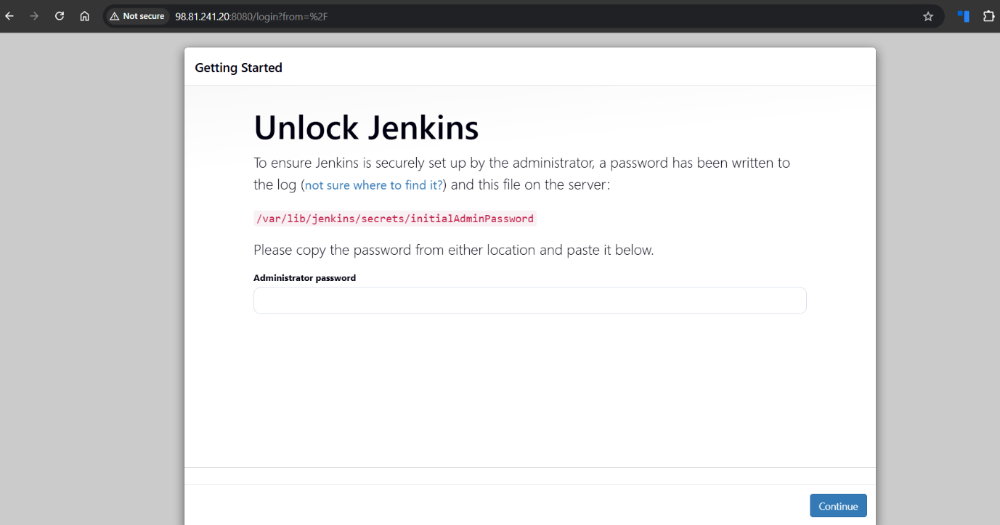 Not secure 98.81.241.20:8080/login?from=%2F
Getting Started
Unlock Jenkins
To ensure Jenkins is securely set up by the administrator, a password has been written to
the log (not sure where to find it?) and this file on the server:
/var/lib/jenkins/secrets/initialAdminPassword
Please copy the password from either location and paste it below.
Administrator password
Continue